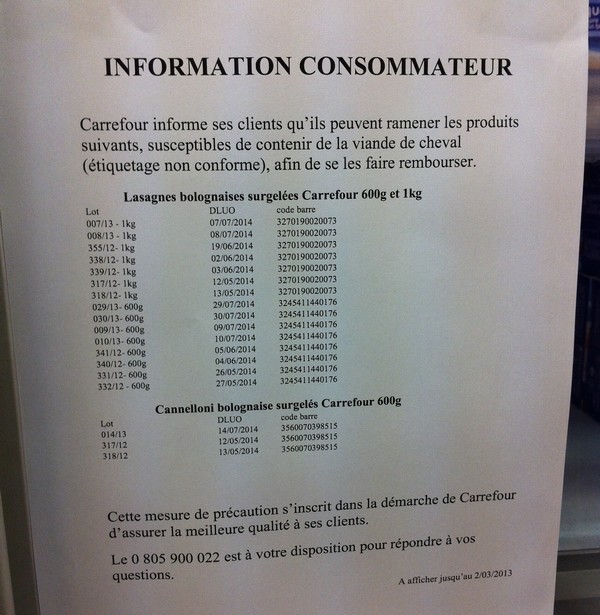 INFORMATION CONSOMMATEUR
Carrefour informe ses clients qu'ils peuvent ramener les produits
suivants, susceptibles de contenir de la viande de cheval
(étiquetage non conforme), afin de se les faire rembourser.
Lasagnes bolognaises surgelées Carrefour 600g et 1kg
Lot DLUO code barre
007/13 - 1kg 07/07/2014 3270190020073
008/13 - 1kg 08/07/2014 3270190020073
355/12- 1kg 19/06/2014 3270190020073
338/12- 1kg 02/06/2014 3270190020073
339/12- 1kg 03/06/2014 3270190020073
317/12- 1kg 12/05/2014 3270190020073
318/12- 1kg 13/05/2014 3270190020073
029/13- 600g 29/07/2014 3245411440176
030/13- 600g 30/07/2014 3245411440176
009/13- 600g 09/07/2014 3245411440176
010/13- 600g 10/07/2014 3245411440176
341/12- 600g 05/06/2014 3245411440176
340/12- 600g 04/06/2014 3245411440176
331/12- 600g 26/05/2014 3245411440176
332/12 - 600g 27/05/2014 3245411440176
Cannelloni bolognaise surgelés Carrefour 600g
Lot DLUO code barre
014/13 14/07/2014 3560070398515
317/12 12/05/2014 3560070398515
318/12 13/05/2014 3560070398515
Cette mesure de précaution s'inscrit dans la démarche de Carrefour
d'assurer la meilleure qualité à ses clients.
Le 0 805 900 022 est à votre disposition pour répondre à vos
questions.
A afficher jusqu'au 2/03/2013